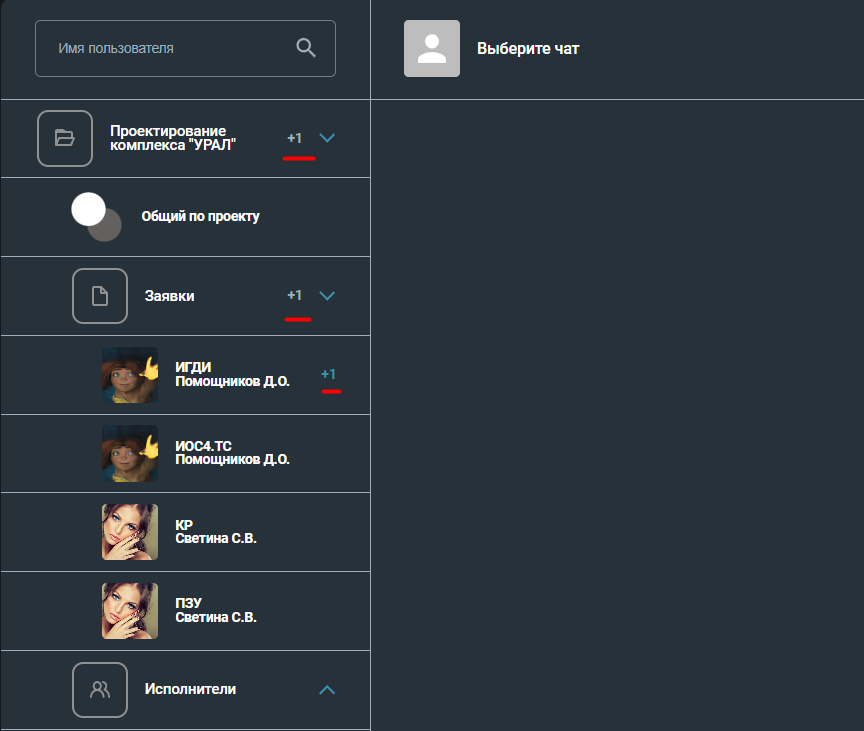 Имя пользователя
Выберите чат
Проектирование
комплекса "УРАЛ"
+1
Общий по проекту
Заявки
+1
ИГДИ
Помощников Д.О.
+1
ИОС4.ТС
Помощников Д.О.
КР
Светина С.В.
ПЗУ
Светина С.В.
Исполнители